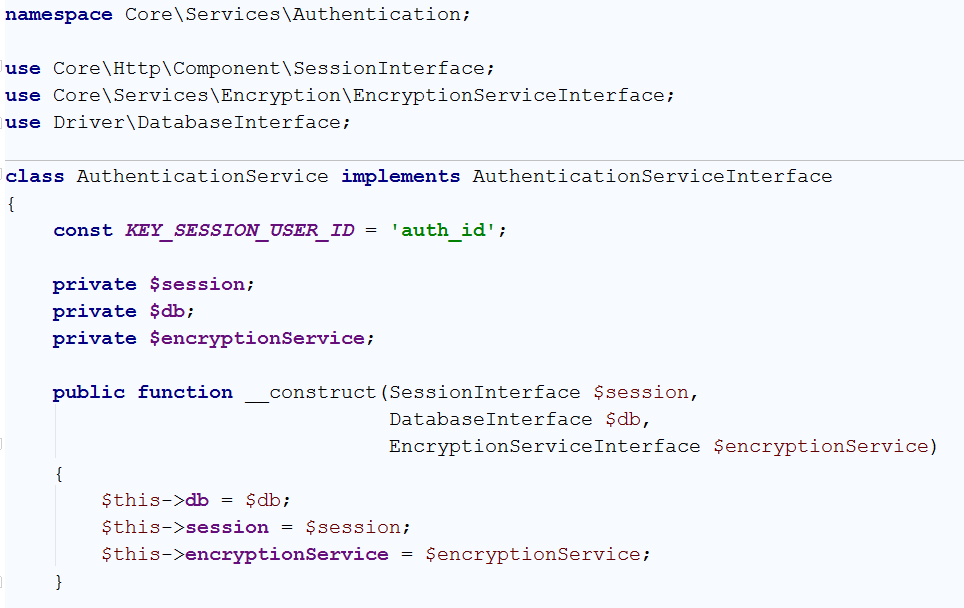 namespace Core\Services\Authentication;
use Core\Http\Component\SessionInterface;
use Core\Services\Encryption\EncryptionServiceInterface;
use Driver\DatabaseInterface;
class AuthenticationService implements AuthenticationServiceInterface
{
const KEY_SESSION_USER_ID = 'auth_id';
private $session;
private $db;
private $encryptionService;
public function __construct(SessionInterface $session,
DatabaseInterface $db,
EncryptionServiceInterface $encryptionService)
{
$this->db = $db;
$this->session = $session;
$this->encryptionService = $encryptionService;
}